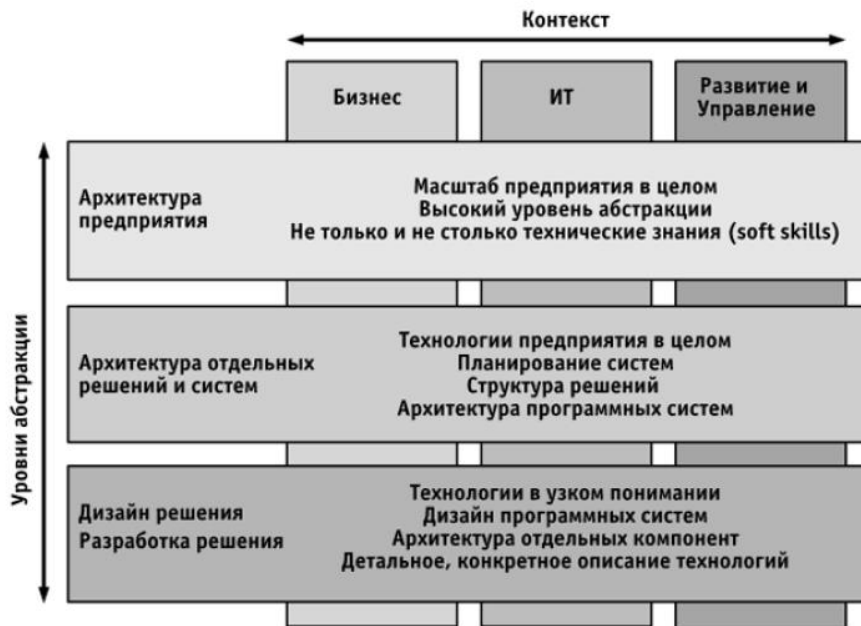 Контекст
Бизнес
ИТ
Развитие и
Управление
Уровни абстракции
Архитектура
предприятия
Масштаб предприятия в целом
Высокий уровень абстракции
Не только и не столько технические знания (soft skills)
Архитектура отдельных
решений и систем
Технологии предприятия в целом
Планирование систем
Структура решений
Архитектура программных систем
Дизайн решения
Разработка решения
Технологии в узком понимании
Дизайн программных систем
Архитектура отдельных компонент
Детальное, конкретное описание технологий